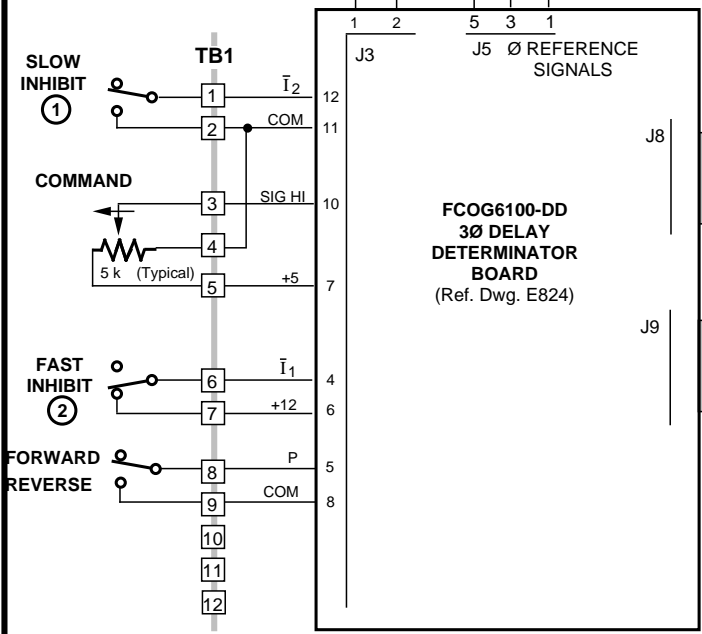 1 2 5 3 1
J3 J5 Ø REFERENCE
SIGNALS
SLOW
INHIBIT
1
TB1
1 Ī2 12
2 COM 11
J8
COMMAND
3 SIG HI 10
4
5 k (Typical)
5 +5 7
FCOG6100-DD
3Ø DELAY
DETERMINATOR
BOARD
(Ref. Dwg. E824)
J9
FAST
INHIBIT
2
6 Ī1 4
7 +12 6
FORWARD
REVERSE
8 P 5
9 COM 8
10
11
12